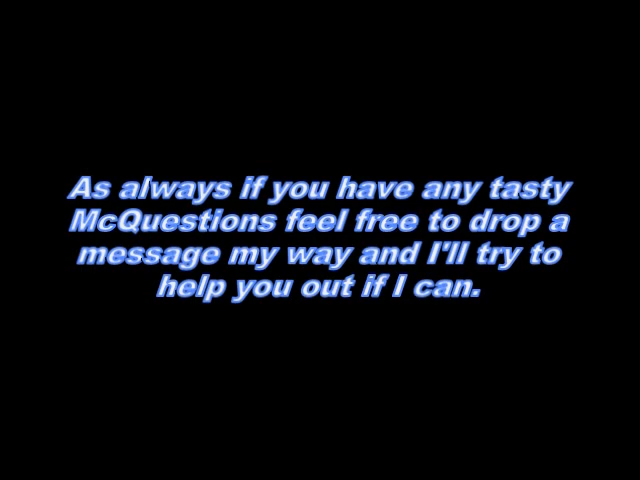 As always if you have any tasty
McQuestions feel free to drop a
message my way and I'll try to
help you out if I can.